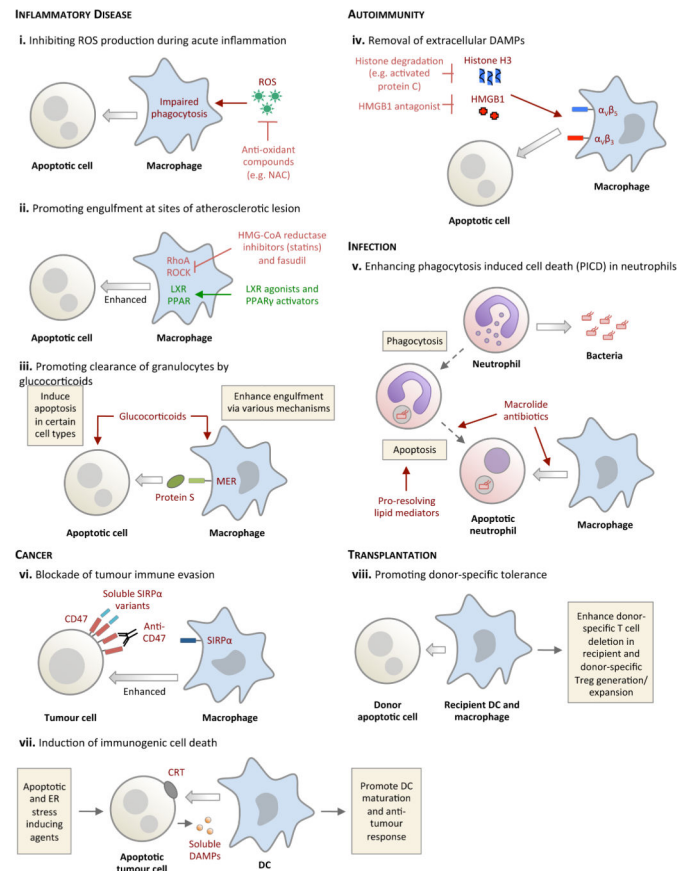 INFLAMMATORY DISEASE
i. Inhibiting ROS production during acute inflammation
Impaired
phagocytosis
ROS
Apoptotic cell
Macrophage
Anti-oxidant
compounds
(e.g. NAC)
ii. Promoting engulfment at sites of atherosclerotic lesion
HMG-CoA reductase
inhibitors (statins)
and fasudil
RhoA
ROCK
LXR
PPAR
LXR agonists and
PPARγ activators
Enhanced
Apoptotic cell
Macrophage
iii. Promoting clearance of granulocytes by
glucocorticoids
Induce
apoptosis
in certain
cell types
Glucocorticoids
Enhance engulfment
via various mechanisms
MER
Protein S
Apoptotic cell
Macrophage
CANCER
vi. Blockade of tumour immune evasion
Soluble SIRPα
variants
CD47
Anti-
CD47
SIRPα
Enhanced
Tumour cell
Macrophage
vii. Induction of immunogenic cell death
Apoptotic
and ER
stress
inducing
agents
CRT
Soluble
DAMPs
Apoptotic
tumour cell
DC
Promote DC
maturation
and anti-
tumour
response
AUTOIMMUNITY
iv. Removal of extracellular DAMPs
Histone degradation
(e.g. activated
protein C)
Histone H3
HMGB1 antagonist
HMGB1
αvβ5
αvβ3
Apoptotic cell
Macrophage
INFECTION
v. Enhancing phagocytosis induced cell death (PICD) in neutrophils
Phagocytosis
Neutrophil
Bacteria
Macrolide
antibiotics
Apoptosis
Pro-resolving
lipid mediators
Apoptotic
neutrophil
Macrophage
TRANSPLANTATION
viii. Promoting donor-specific tolerance
Donor
apoptotic cell
Recipient DC and
macrophage
Enhance donor-
specific T cell
deletion in
recipient and
donor-specific
Treg generation/
expansion